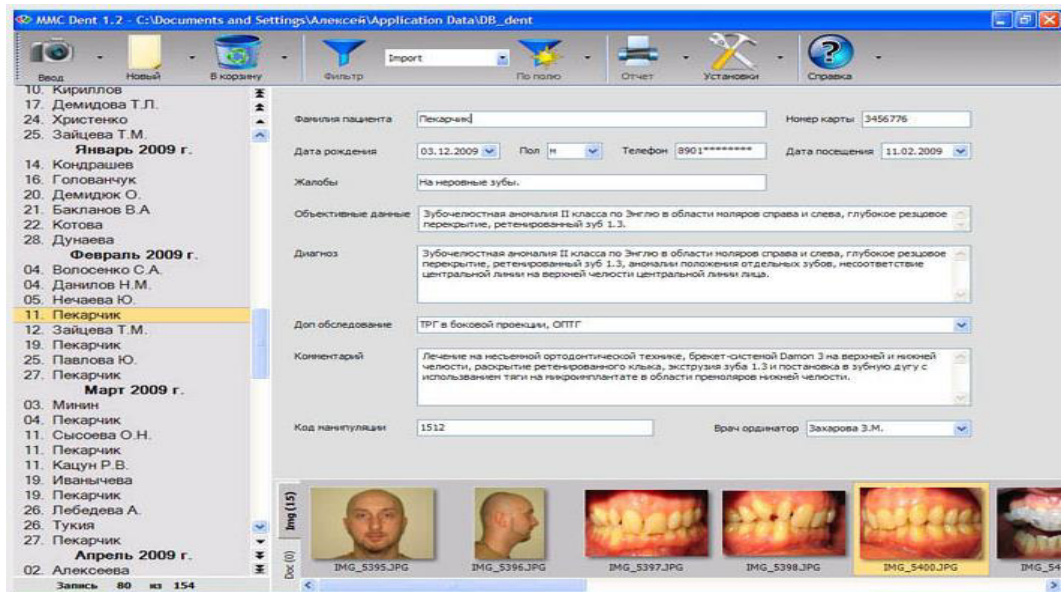 MMC Dent 1.2 - C:\Documents and Settings\Алексей\Application Data\DB_dent
Ввод
Новый
В корзину
Фильтр
Import
По полю
Отчет
Установки
Справка
10. Кириллов
17. Демидова Т.Л.
24. Христенко
25. Зайцева Т.М.
Январь 2009 г.
14. Кондрашев
16. Голованчук
20. Демидюк О.
21. Бакланов В.А
22. Котова
28. Дунаева
Февраль 2009 г.
04. Волосенко С.А.
04. Данилов Н.М.
05. Нечаева Ю.
11. Пекарчик
12. Зайцева Т.М.
19. Пекарчик
25. Павлова Ю.
27. Пекарчик
Март 2009 г.
03. Минин
04. Пекарчик
11. Сысоева О.Н.
11. Пекарчик
11. Кацун Р.В.
19. Иванычева
19. Пекарчик
26. Лебедева А.
26. Тукия
27. Пекарчик
Апрель 2009 г.
02. Алексеева
Запись 80 из 154
Фамилия пациента Пекарчик Номер карты 3456776
Дата рождения 03.12.2009 Пол м Телефон 8901******** Дата посещения 11.02.2009
Жалобы На неровные зубы.
Объективные данные Зубочелюстная аномалия II класса по Энглю в области моляров справа и слева, глубокое резцовое
перекрытие, ретенированный зуб 1.3.
Диагноз Зубочелюстная аномалия II класса по Энглю в области моляров справа и слева, глубокое резцовое
перекрытие, ретенированный зуб 1.3, аномалии положения отдельных зубов, несоответствие
центральной линии на верхней челюсти центральной линии лица.
Доп обследование ТРГ в боковой проекции, ОПТГ
Комментарий Лечение на несъемной ортодонтической технике, брекет-системой Damon 3 на верхней и нижней
челюсти, раскрытие ретенированного клыка, экструзия зуба 1.3 и постановка в зубную дугу с
использванием тяги на микроимплантате в области премоляров нижней челюсти.
Код манипуляции 1512 Врач ординатор Захарова З.М.
Img (15)
Doc (0)
IMG_5395.JPG
IMG_5396.JPG
IMG_5397.JPG
IMG_5398.JPG
IMG_5400.JPG
IMG_54